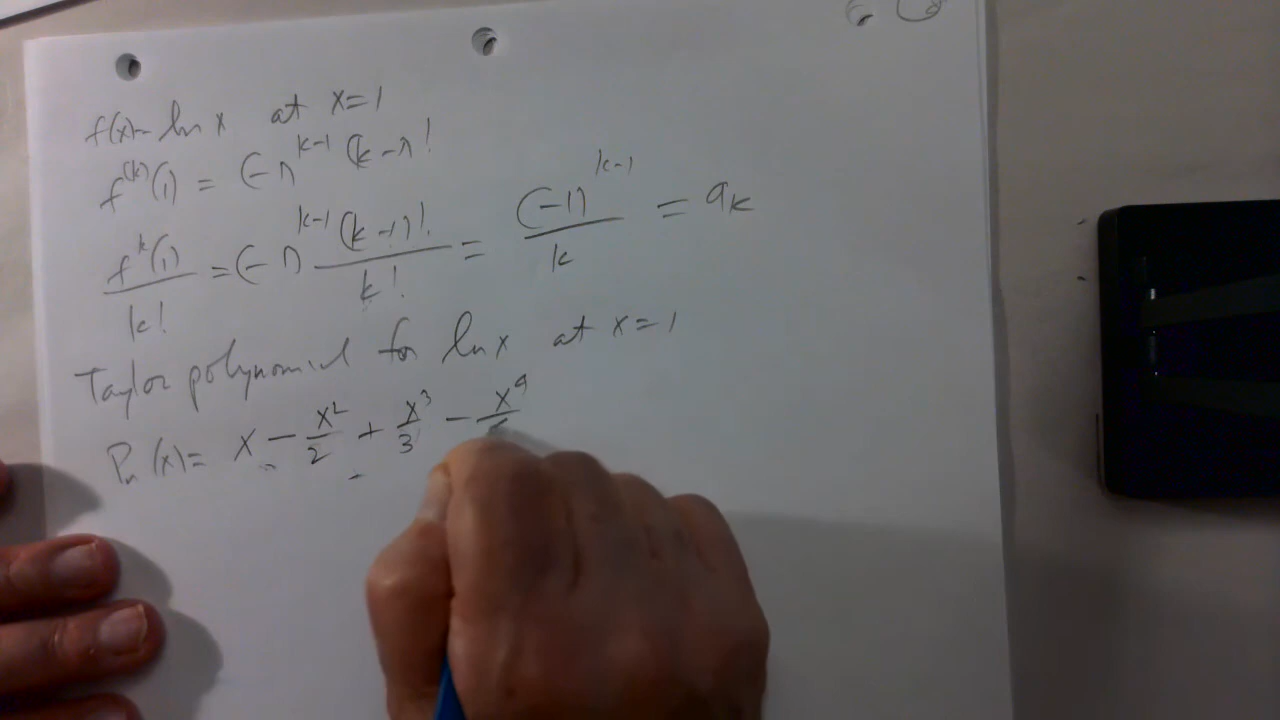 f(x) = ln x at x=1
f^(k)(1) = (-1)^k-1 (k-1)!
f^k(1)/k! = (-1)^k-1 (k-1)!/k! = (-1)^k-1/k = a_k
Taylor polynomial for ln x at x=1
P_n(x) = x - x^2/2 + x^3/3 - x^4